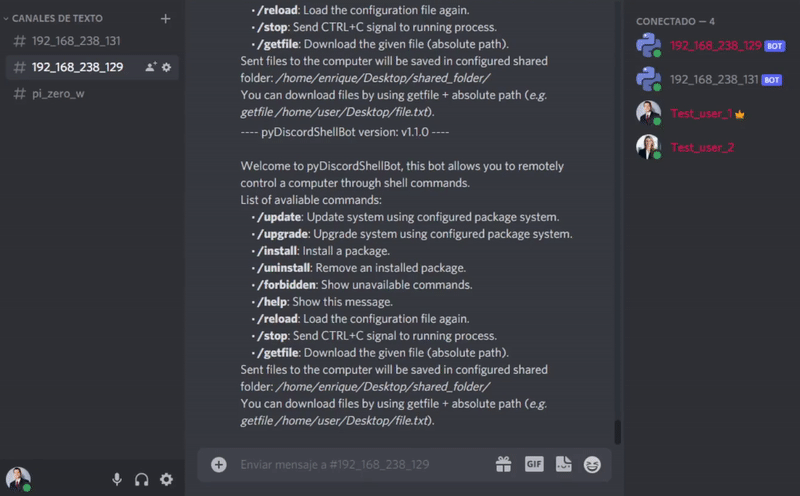 CANALES DE TEXTO
# 192_168_238_131
# 192_168_238_129
# pi_zero_w
• /reload: Load the configuration file again.
• /stop: Send CTRL+C signal to running process.
• /getfile: Download the given file (absolute path).
Sent files to the computer will be saved in configured shared
folder: /home/enrique/Desktop/shared_folder/
You can download files by using getfile + absolute path (e.g.
getfile /home/user/Desktop/file.txt).
---- pyDiscordShellBot version: v1.1.0 ----
Welcome to pyDiscordShellBot, this bot allows you to remotely
control a computer through shell commands.
List of avaliable commands:
• /update: Update system using configured package system.
• /upgrade: Upgrade system using configured package system.
• /install: Install a package.
• /uninstall: Remove an installed package.
• /forbidden: Show unavailable commands.
• /help: Show this message.
• /reload: Load the configuration file again.
• /stop: Send CTRL+C signal to running process.
• /getfile: Download the given file (absolute path).
Sent files to the computer will be saved in configured shared
folder: /home/enrique/Desktop/shared_folder/
You can download files by using getfile + absolute path (e.g.
getfile /home/user/Desktop/file.txt).
Enviar mensaje a #192_168_238_129
GIF
CONECTADO — 4
192_168_238_129 BOT
192_168_238_131 BOT
Test_user_1
Test_user_2